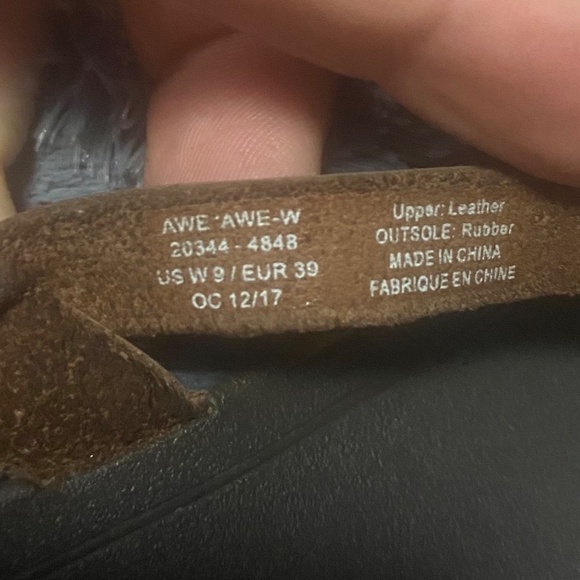 AWE'AWE-W
20344 - 4848
US W 9 / EUR 39
OC 12/17
Upper: Leather
OUTSOLE: Rubber
MADE IN CHINA
FABRIQUE EN CHINE